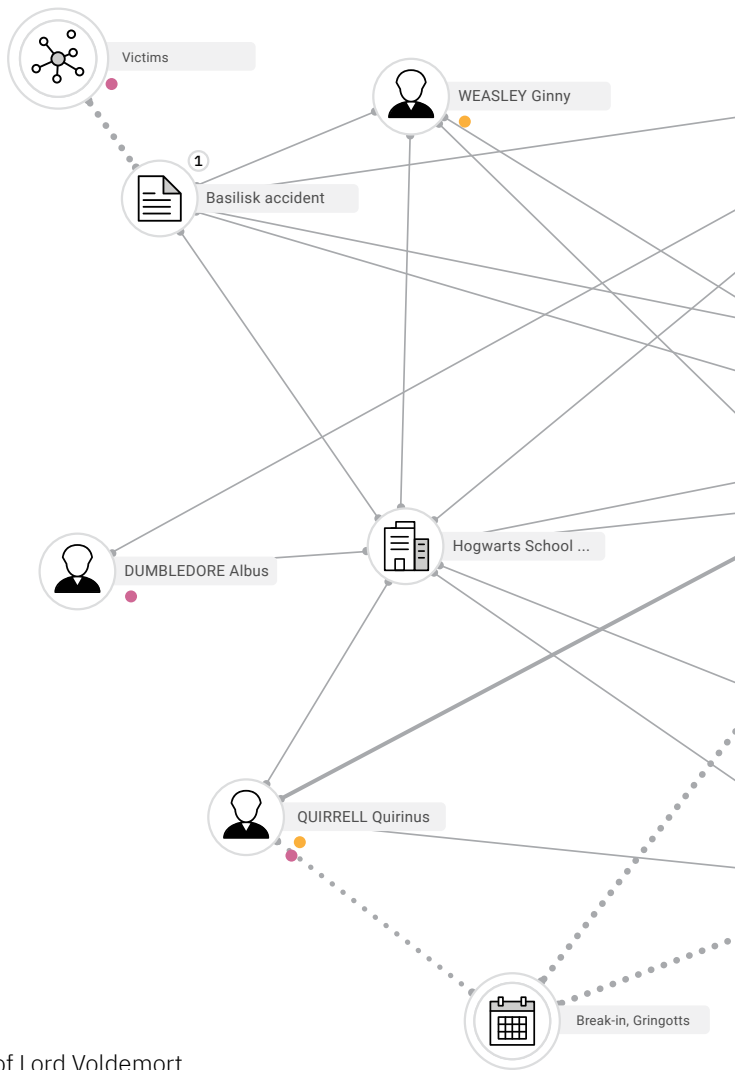 Victims
WEASLEY Ginny
1
Basilisk accident
Hogwarts School ...
DUMBLEDORE Albus
QUIRRELL Quirinus
Break-in, Gringotts
of Lord Voldemort